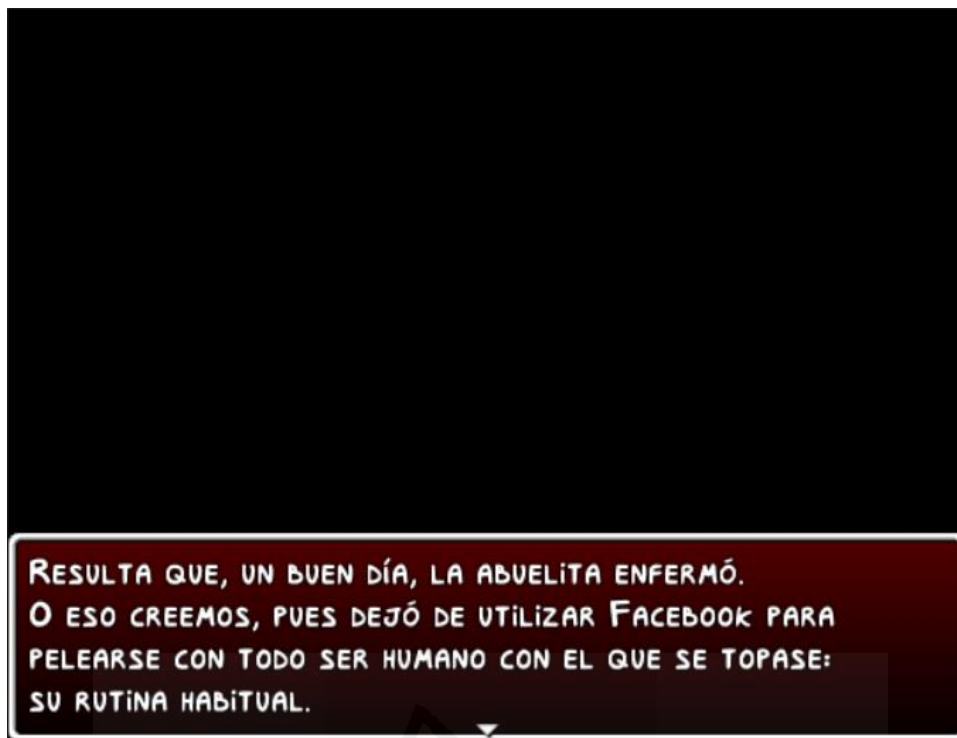 Resulta que, un buen día, la abuelita enfermó.
O eso creemos, pues dejó de utilizar Facebook para
pelearse con todo ser humano con el que se topase:
su rutina habitual.